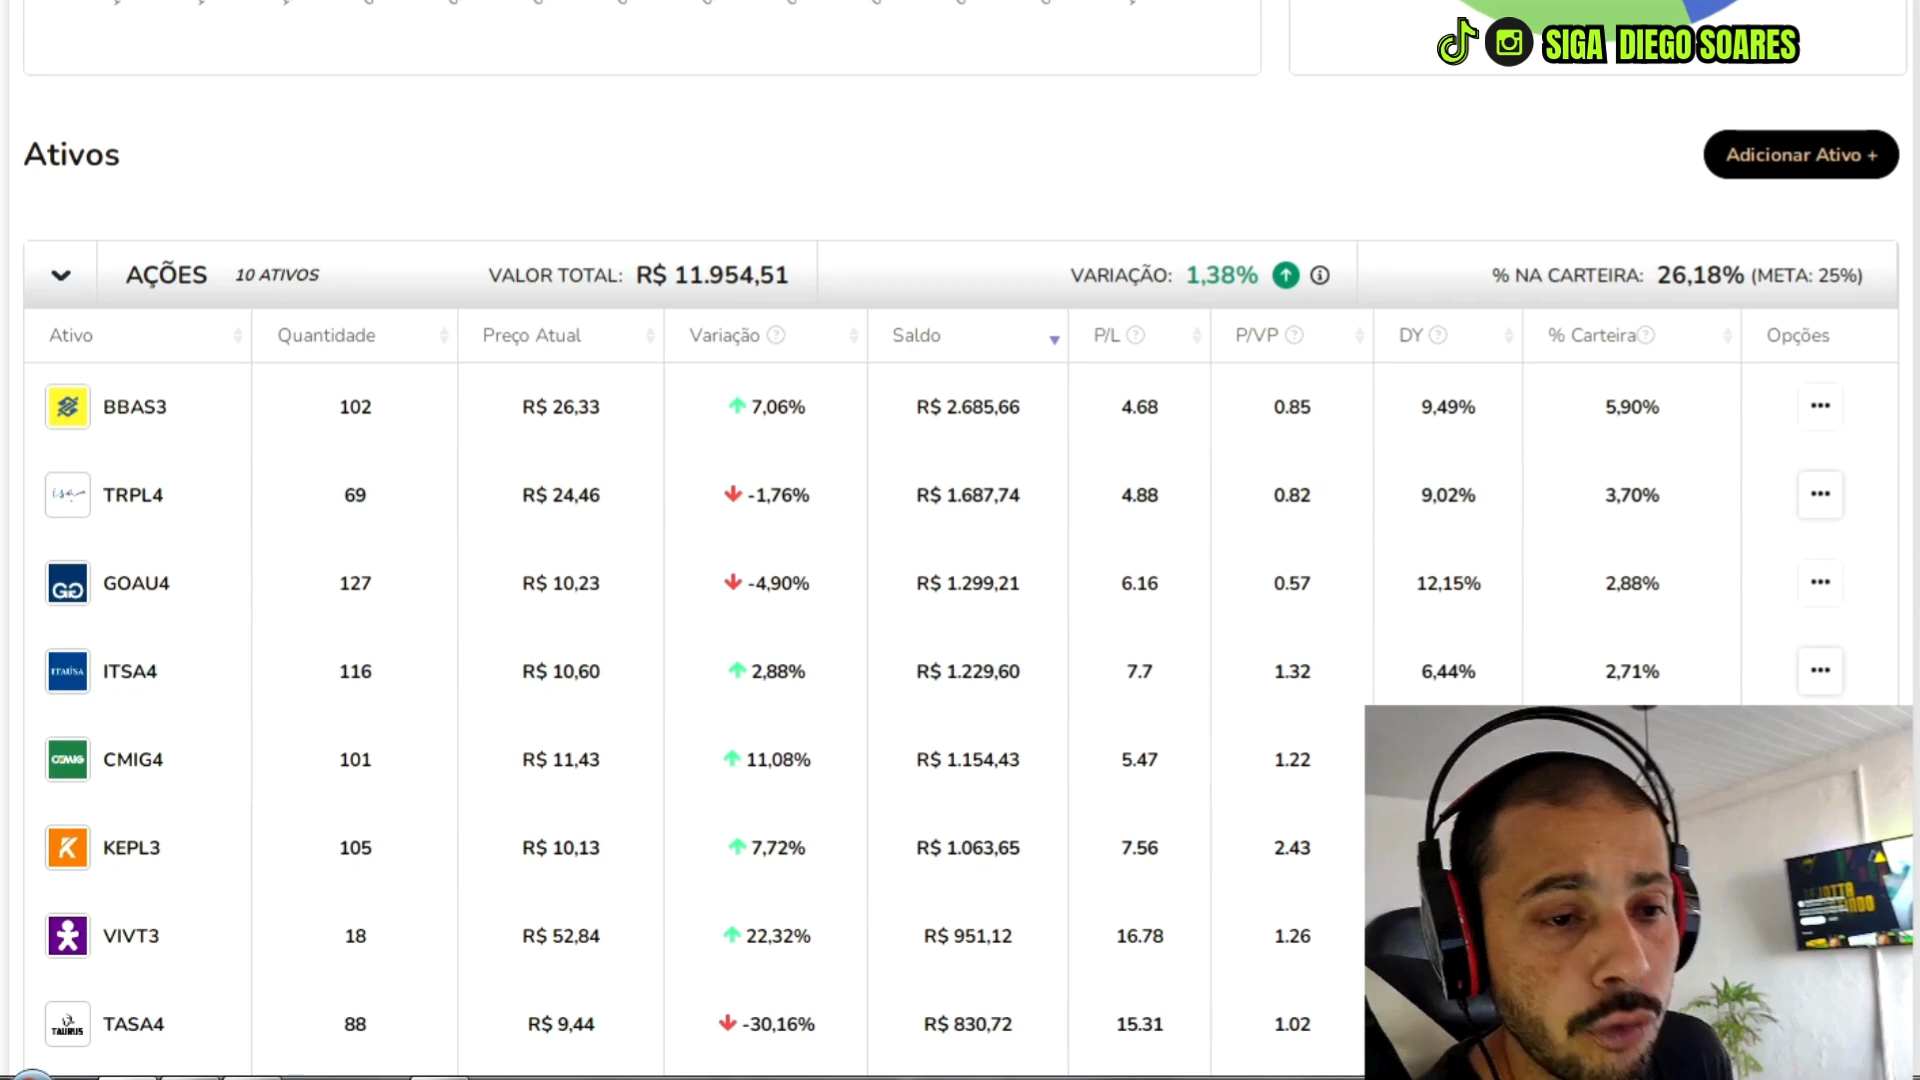 SIGA DIEGO SOARES
Ativos
Adicionar Ativo +
AÇÕES 10 ATIVOS VALOR TOTAL: R$ 11.954,51 VARIAÇÃO: 1,38% % NA CARTEIRA: 26,18% (META: 25%)
Ativo Quantidade Preço Atual Variação Saldo P/L P/VP DY % Carteira Opções
BBAS3 102 R$ 26,33 7,06% R$ 2.685,66 4.68 0.85 9,49% 5,90%
isa TRPL4 69 R$ 24,46 -1,76% R$ 1.687,74 4.88 0.82 9,02% 3,70%
GOAU4 127 R$ 10,23 -4,90% R$ 1.299,21 6.16 0.57 12,15% 2,88%
ITAÚSA ITSA4 116 R$ 10,60 2,88% R$ 1.229,60 7.7 1.32 6,44% 2,71%
CEMIG CMIG4 101 R$ 11,43 11,08% R$ 1.154,43 5.47 1.22
KEPL3 105 R$ 10,13 7,72% R$ 1.063,65 7.56 2.43
VIVT3 18 R$ 52,84 22,32% R$ 951,12 16.78 1.26
TAURUS TASA4 88 R$ 9,44 -30,16% R$ 830,72 15.31 1.02